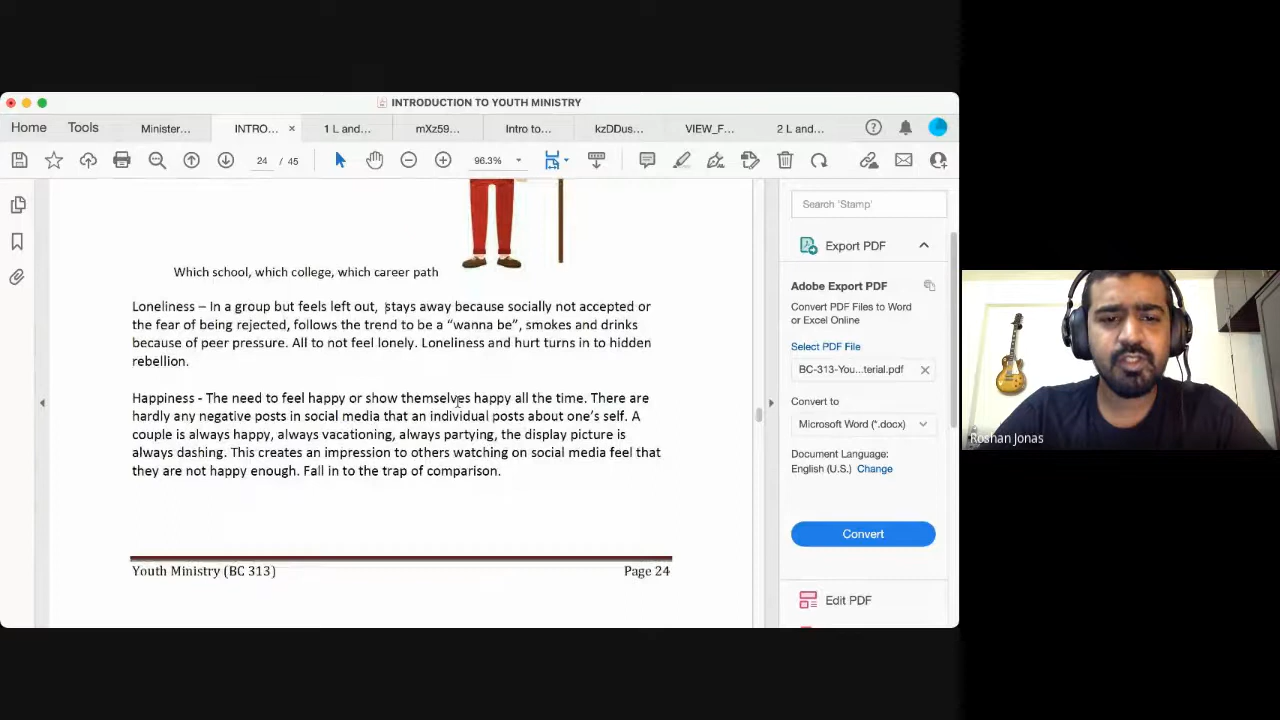 INTRODUCTION TO YOUTH MINISTRY
Home
Tools
Minister...
INTRO...
1 L and...
mXz59...
Intro to...
kzDDus...
VIEW_F...
2 L and...
24 / 45
96.3%
Search 'Stamp'
Export PDF
Adobe Export PDF
Convert PDF Files to Word
or Excel Online
Select PDF File
BC-313-You...terial.pdf
Convert to
Microsoft Word (*.docx)
Document Language:
English (U.S.) Change
Convert
Edit PDF
Which school, which college, which career path
Loneliness – In a group but feels left out, stays away because socially not accepted or
the fear of being rejected, follows the trend to be a “wanna be”, smokes and drinks
because of peer pressure. All to not feel lonely. Loneliness and hurt turns in to hidden
rebellion.
Happiness - The need to feel happy or show themselves happy all the time. There are
hardly any negative posts in social media that an individual posts about one’s self. A
couple is always happy, always vacationing, always partying, the display picture is
always dashing. This creates an impression to others watching on social media feel that
they are not happy enough. Fall in to the trap of comparison.
Youth Ministry (BC 313)
Page 24
Roshan Jonas